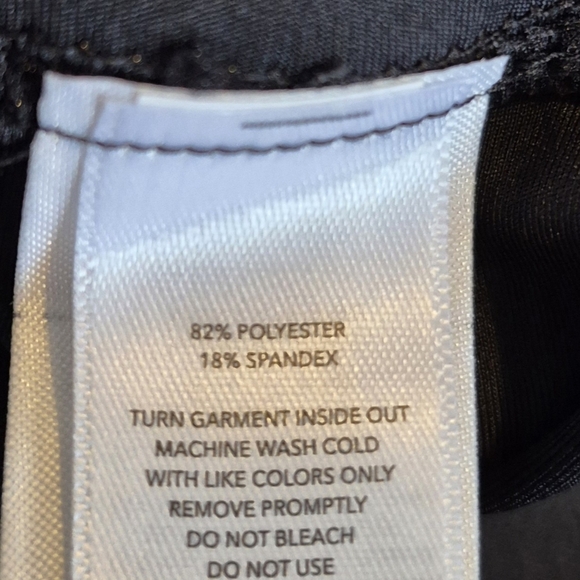 82% POLYESTER
18% SPANDEX
TURN GARMENT INSIDE OUT
MACHINE WASH COLD
WITH LIKE COLORS ONLY
REMOVE PROMPTLY
DO NOT BLEACH
DO NOT USE